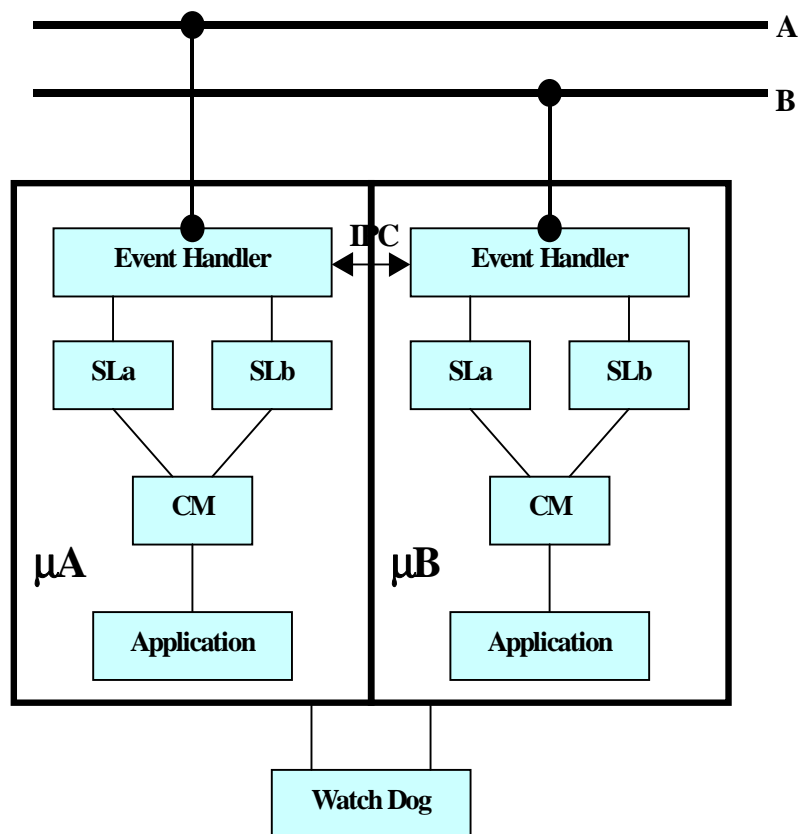 A
B
IPC
Event Handler
Event Handler
SLa
SLb
SLa
SLb
CM
CM
μA
μB
Application
Application
Watch Dog